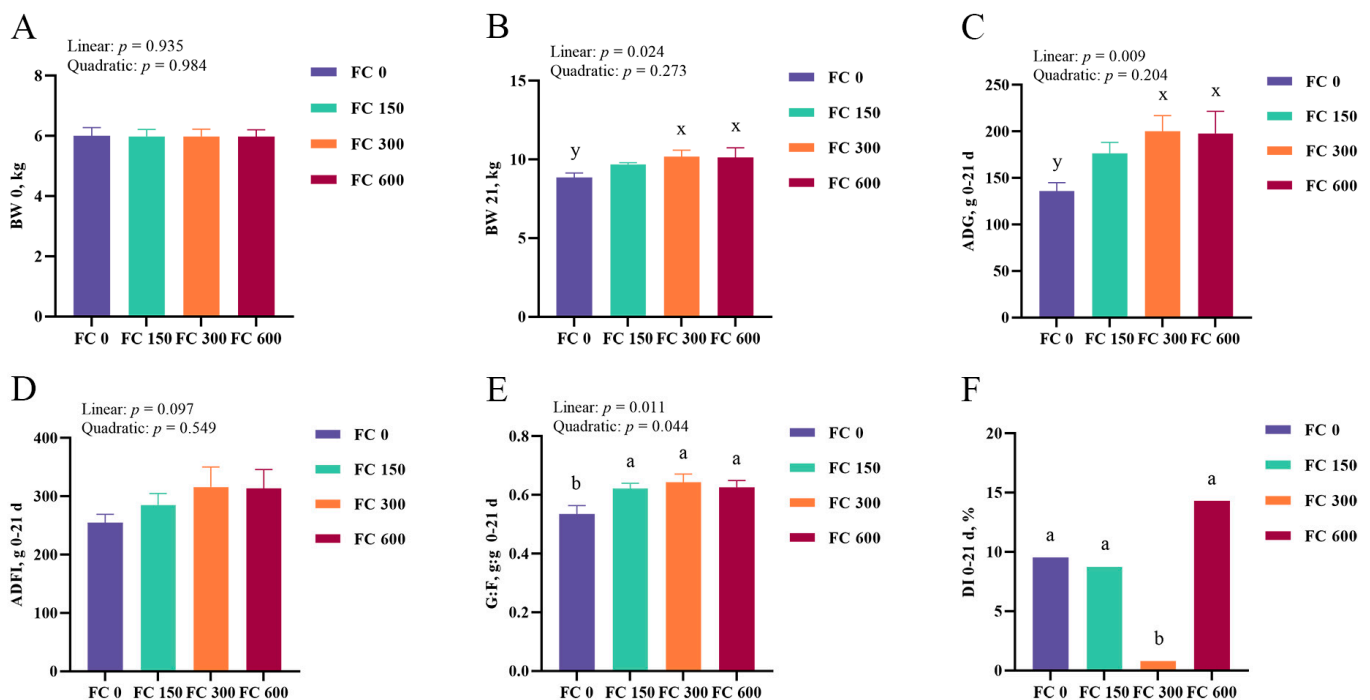 A
Linear: p = 0.935
Quadratic: p = 0.984
BW 0, kg
8
6
4
2
0
FC 0 FC 150 FC 300 FC 600
FC 0
FC 150
FC 300
FC 600
B
Linear: p = 0.024
Quadratic: p = 0.273
BW 21, kg
15
10
5
0
y
x
x
FC 0 FC 150 FC 300 FC 600
FC 0
FC 150
FC 300
FC 600
C
Linear: p = 0.009
Quadratic: p = 0.204
ADG, g 0-21 d
250
200
150
100
50
0
y
x
x
FC 0 FC 150 FC 300 FC 600
FC 0
FC 150
FC 300
FC 600
D
Linear: p = 0.097
Quadratic: p = 0.549
ADFI, g 0-21 d
400
300
200
100
0
FC 0 FC 150 FC 300 FC 600
FC 0
FC 150
FC 300
FC 600
E
Linear: p = 0.011
Quadratic: p = 0.044
G:F, g:g 0-21 d
0.8
0.6
0.4
0.2
0.0
b
a
a
a
FC 0 FC 150 FC 300 FC 600
FC 0
FC 150
FC 300
FC 600
F
DI 0-21 d, %
20
15
10
5
0
a
a
b
a
FC 0 FC 150 FC 300 FC 600
FC 0
FC 150
FC 300
FC 600